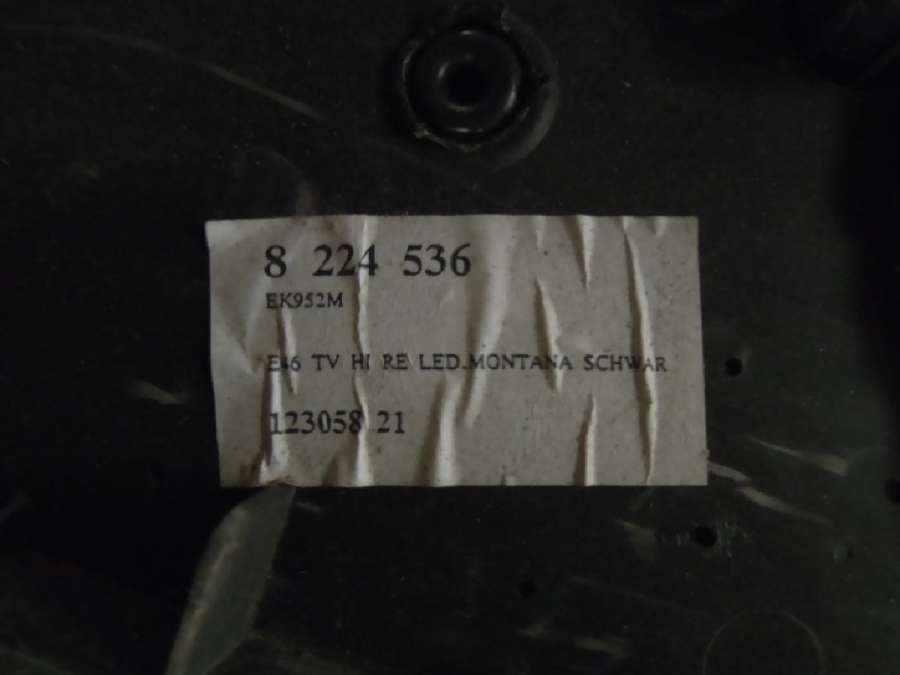 8 224 536
EK952M
E46 TV HI RE LED.MONTANA SCHWAR
123058 21